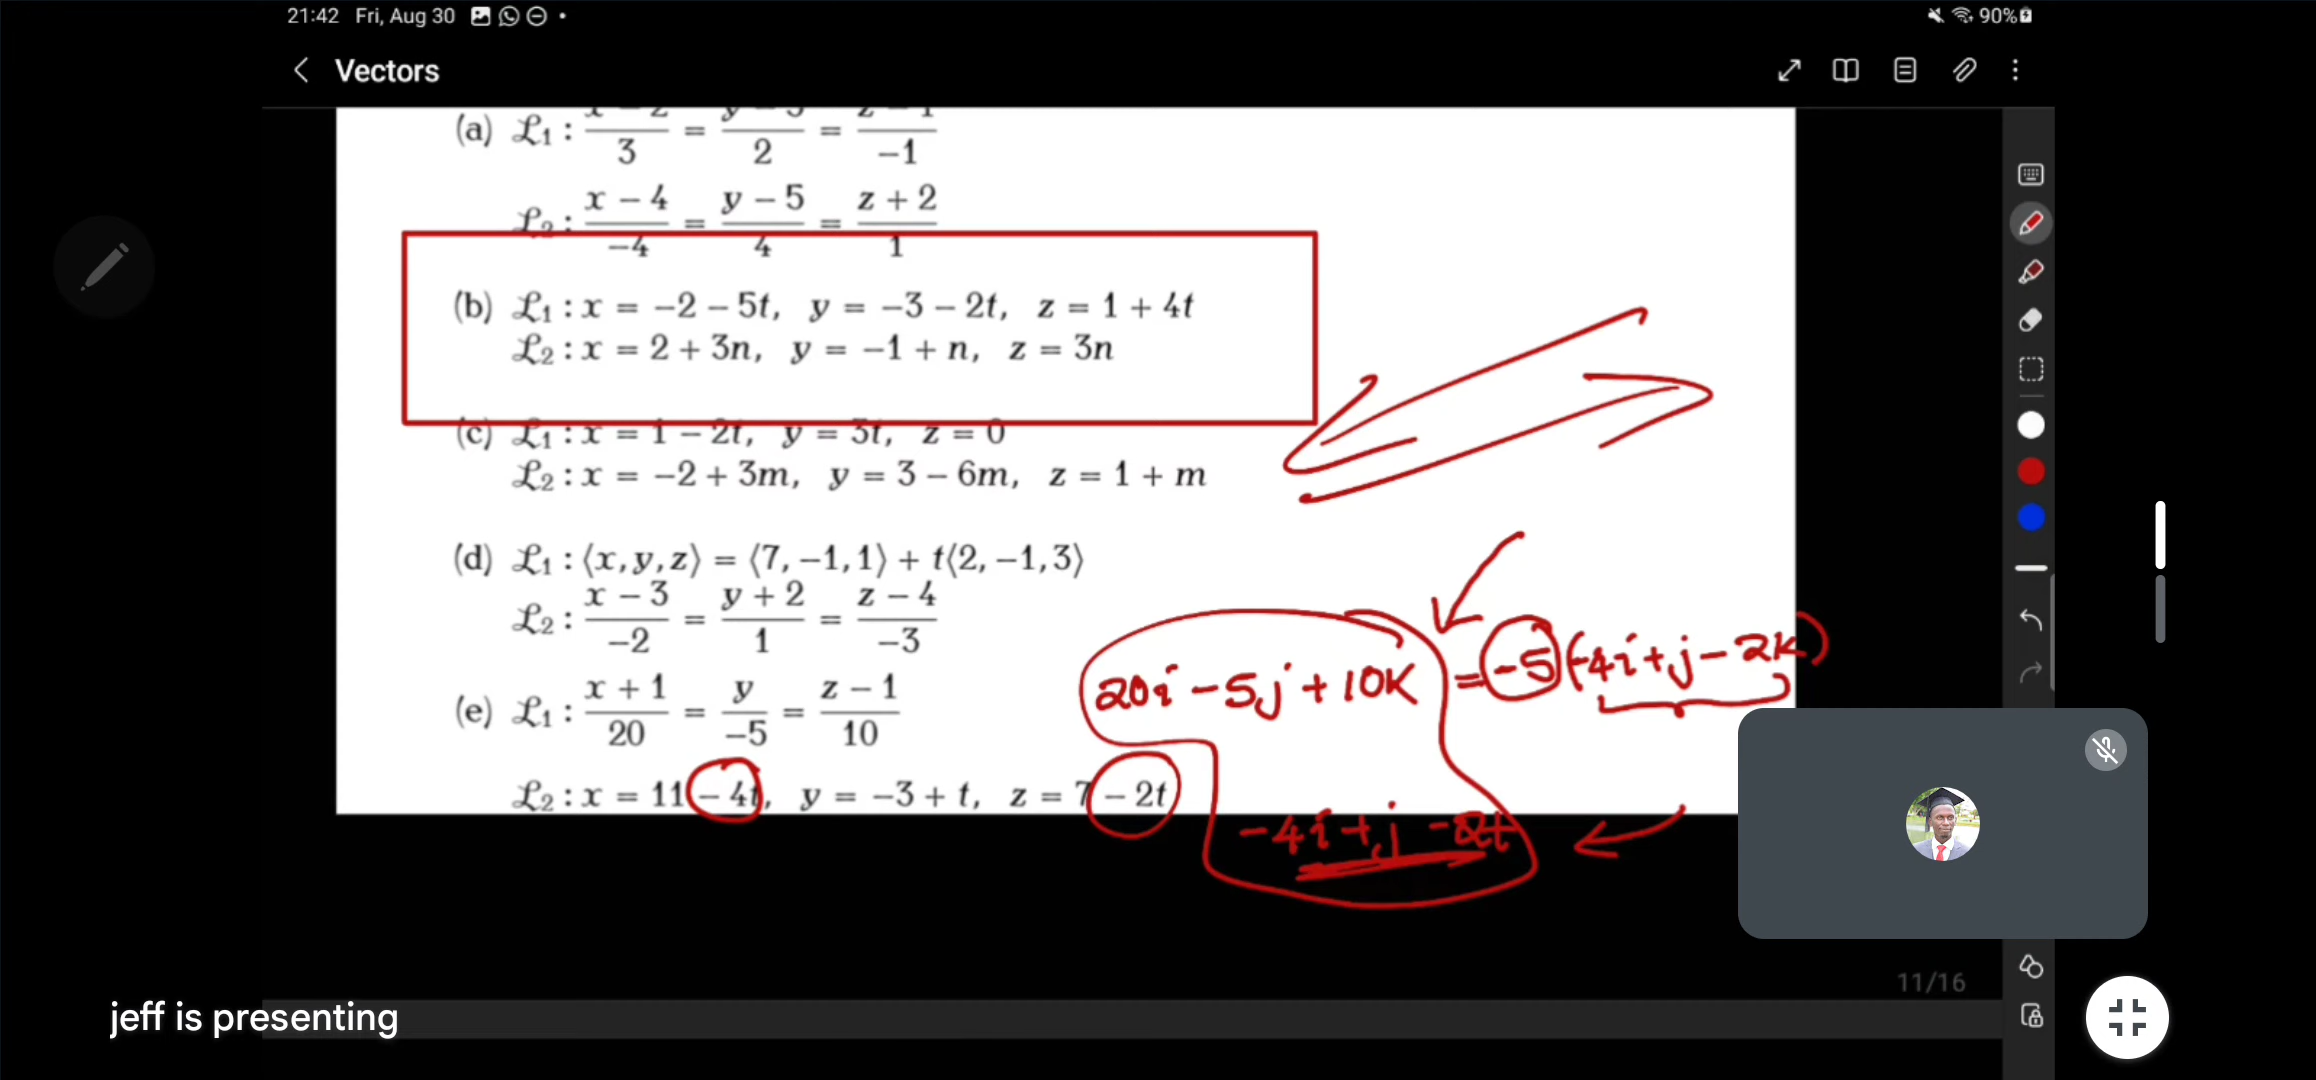 21:42 Fri, Aug 30
90%
Vectors
(a) ℒ₁ : x − 2/3 = y − 3/2 = z − 1/−1
ℒ₂ : x − 4/−4 = y − 5/4 = z + 2/1
(b) ℒ₁ : x = −2 − 5t, y = −3 − 2t, z = 1 + 4t
ℒ₂ : x = 2 + 3n, y = −1 + n, z = 3n
(c) ℒ₁ : x = 1 − 2t, y = 3t, z = 0
ℒ₂ : x = −2 + 3m, y = 3 − 6m, z = 1 + m
(d) ℒ₁ : ⟨x, y, z⟩ = ⟨7, −1, 1⟩ + t⟨2, −1, 3⟩
ℒ₂ : x − 3/−2 = y + 2/1 = z − 4/−3
20i − 5j + 10K = −5(−4i + j − 2K)
(e) ℒ₁ : x + 1/20 = y/−5 = z − 1/10
ℒ₂ : x = 11 − 4t, y = −3 + t, z = 7 − 2t
−4i + j − 2t
11/16
jeff is presenting